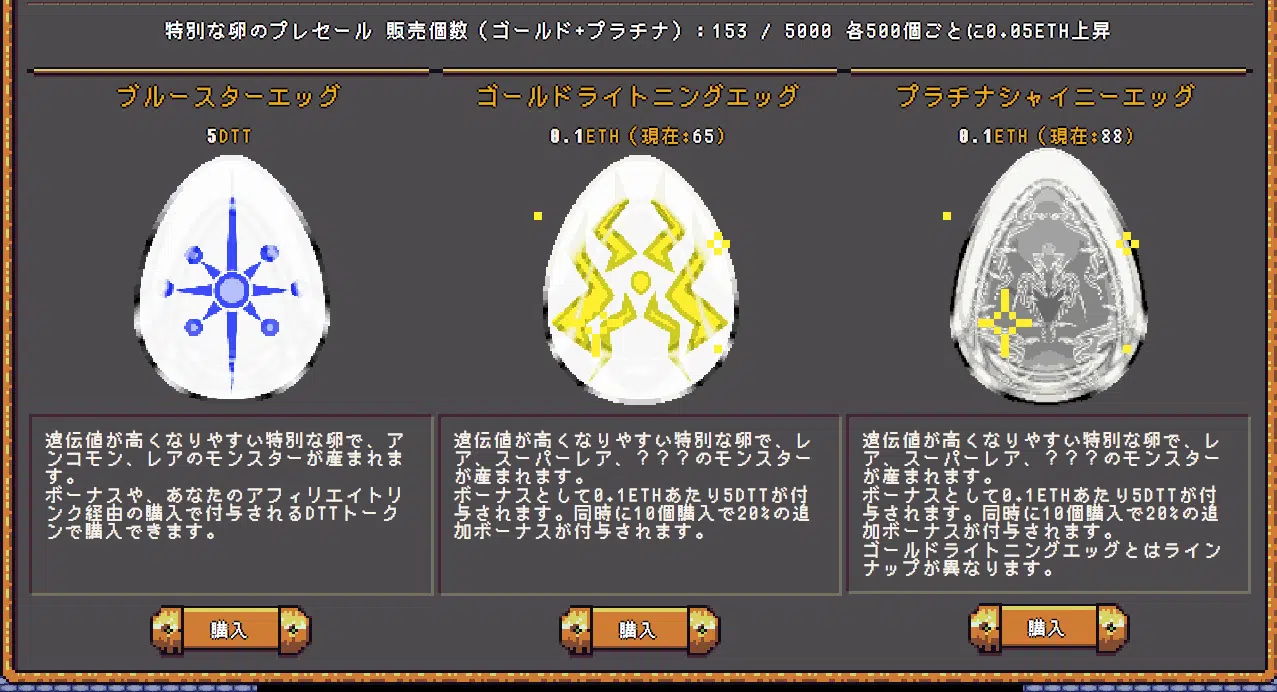 特別な卵のプレセール 販売個数（ゴールド+プラチナ）：153 / 5000 各500個ごとに0.05ETH上昇
ブルースターエッグ
5DTT
遺伝値が高くなりやすい特別な卵で、ア
ンコモン、レアのモンスターが産まれま
す。
ボーナスや、あなたのアフィリエイトリ
ンク経由の購入で付与されるDTTトーク
ンで購入できます。
購入
ゴールドライトニングエッグ
0.1ETH（現在:65）
遺伝値が高くなりやすい特別な卵で、レ
ア、スーパーレア、？？？のモンスター
が産まれます。
ボーナスとして0.1ETHあたり5DTTが付
与されます。同時に10個購入で20%の追
加ボーナスが付与されます。
購入
プラチナシャイニーエッグ
0.1ETH（現在:88）
遺伝値が高くなりやすい特別な卵で、レ
ア、スーパーレア、？？？のモンスター
が産まれます。
ボーナスとして0.1ETHあたり5DTTが付
与されます。同時に10個購入で20%の追
加ボーナスが付与されます。
ゴールドライトニングエッグとはライン
ナップが異なります。
購入